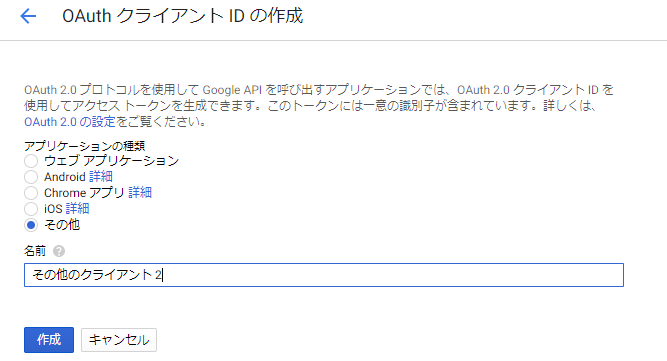 OAuth クライアント ID の作成
OAuth 2.0 プロトコルを使用して Google API を呼び出すアプリケーションでは、OAuth 2.0 クライアント ID を
使用してアクセス トークンを生成できます。このトークンには一意の識別子が含まれています。詳しくは、
OAuth 2.0 の設定をご覧ください。
アプリケーションの種類
ウェブ アプリケーション
Android 詳細
Chrome アプリ 詳細
iOS 詳細
その他
名前 ?
その他のクライアント 2
作成 キャンセル